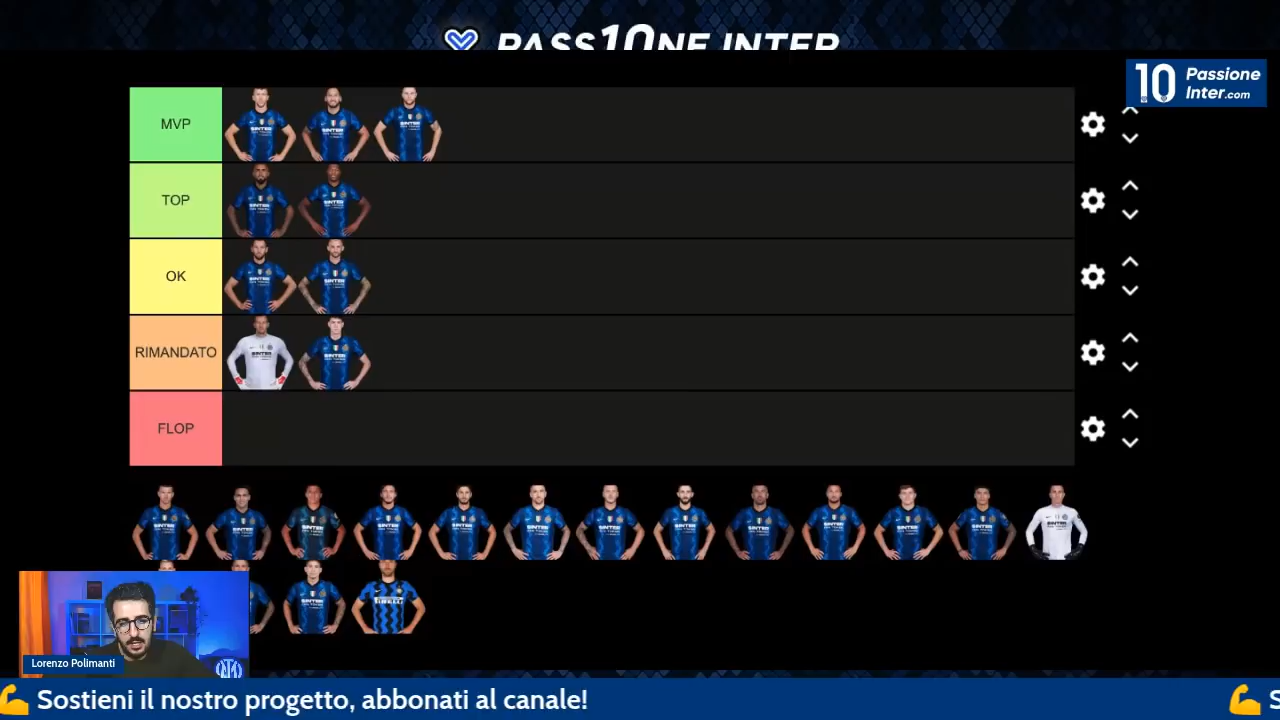 PASS10NE INTER
10 Passione
Inter.com
MVP
TOP
OK
RIMANDATO
FLOP
Lorenzo Polimanti
💪 Sostieni il nostro progetto, abbonati al canale! 💪 S